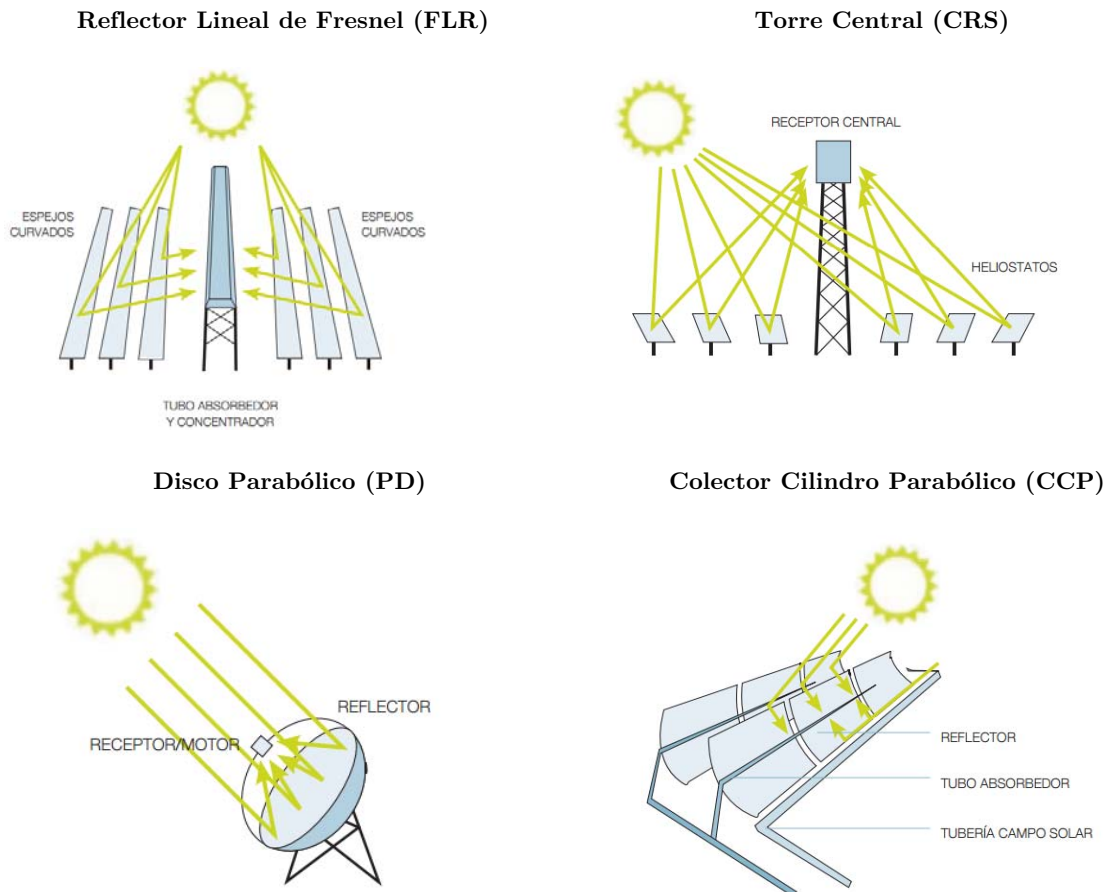 Reflector Lineal de Fresnel (FLR)
ESPEJOS
CURVADOS
ESPEJOS
CURVADOS
TUBO ABSORBEDOR
Y CONCENTRADOR
Torre Central (CRS)
RECEPTOR CENTRAL
HELIOSTATOS
Disco Parabólico (PD)
REFLECTOR
RECEPTOR/MOTOR
Colector Cilindro Parabólico (CCP)
REFLECTOR
TUBO ABSORBEDOR
TUBERÍA CAMPO SOLAR